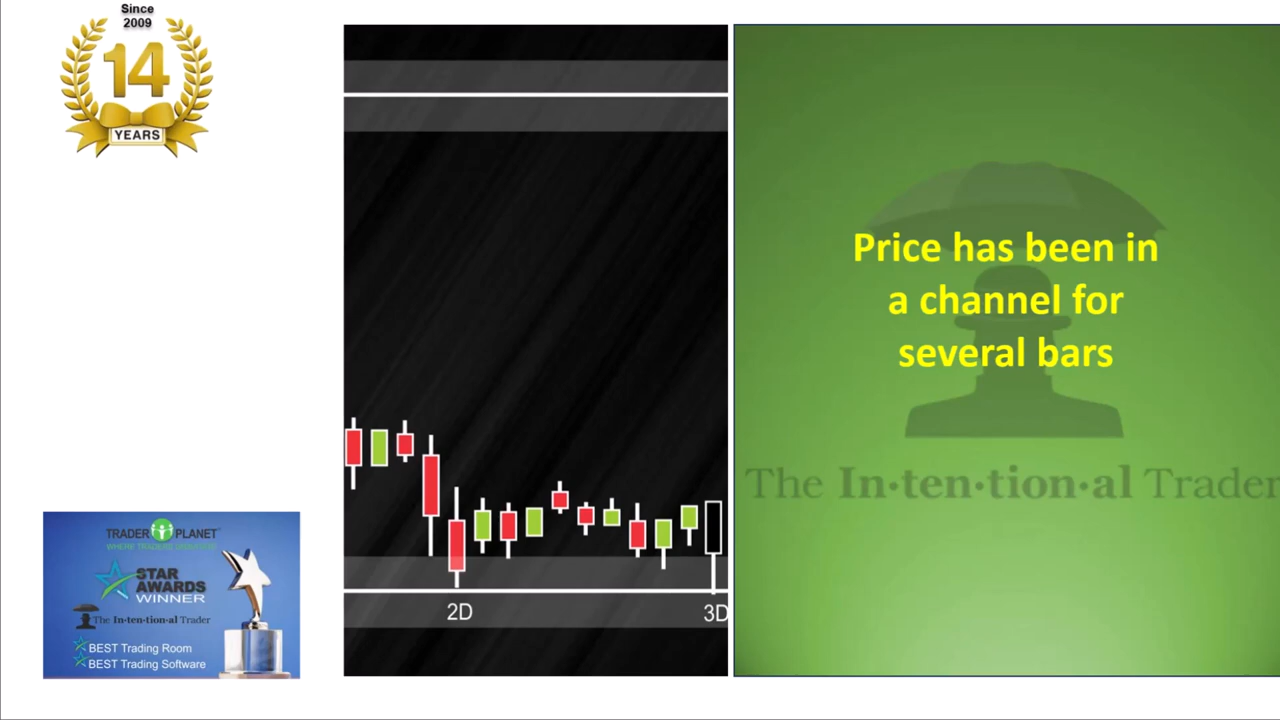 Since
2009
14
YEARS
Price has been in
a channel for
several bars
The In·ten·tion·al Trader
2D
3D
TRADER PLANET
STAR
AWARDS
WINNER
The In·ten·tion·al Trader
BEST Trading Room
BEST Trading Software